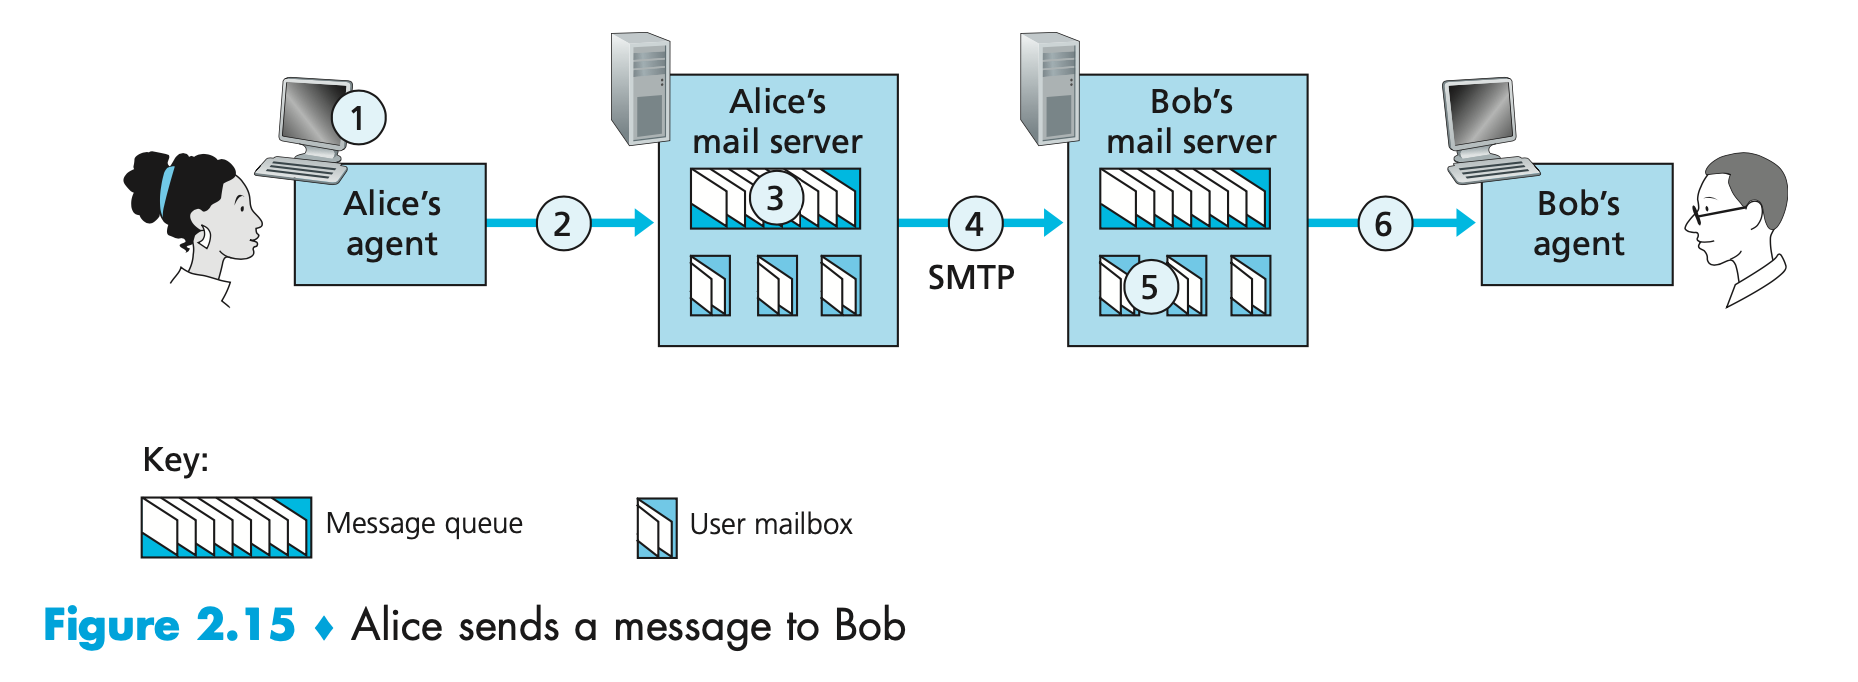 1
Alice's
agent
2
Alice's
mail server
3
4
SMTP
Bob's
mail server
5
6
Bob's
agent
Key:
Message queue
User mailbox
Figure 2.15 ♦ Alice sends a message to Bob